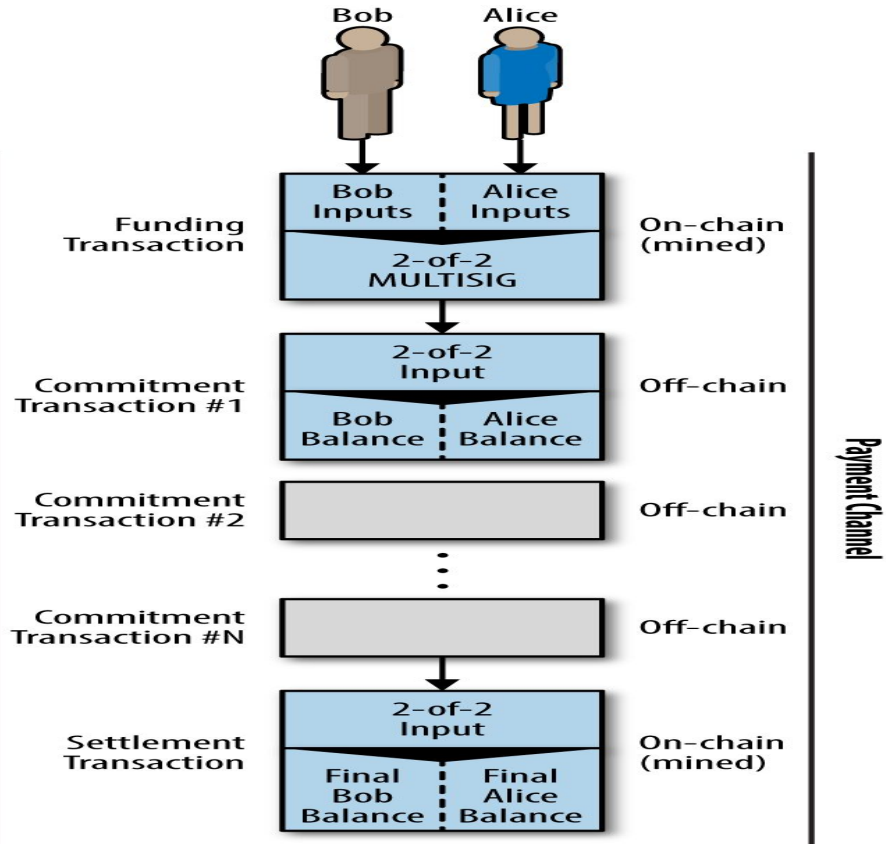 Bob
Alice
Funding
Transaction
Bob
Inputs
Alice
Inputs
2-of-2
MULTISIG
On-chain
(mined)
Commitment
Transaction #1
2-of-2
Input
Bob
Balance
Alice
Balance
Off-chain
Commitment
Transaction #2
Off-chain
Commitment
Transaction #N
Off-chain
Settlement
Transaction
2-of-2
Input
Final
Bob
Balance
Final
Alice
Balance
On-chain
(mined)
Payment Channel